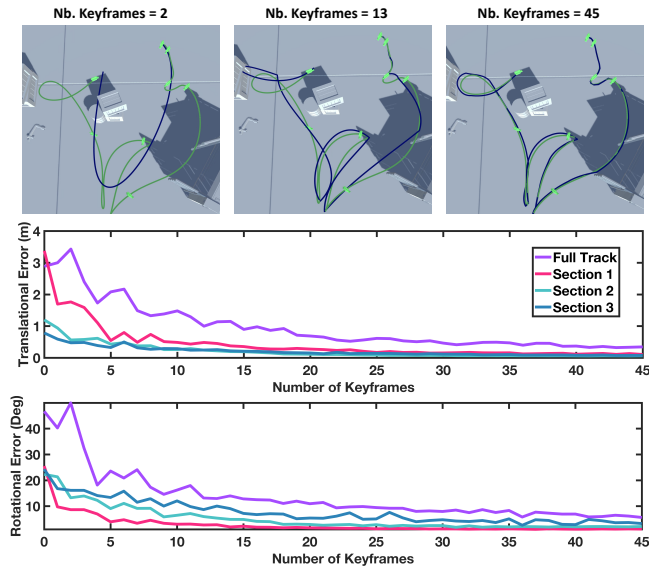 Nb. Keyframes = 2 Nb. Keyframes = 13 Nb. Keyframes = 45
Translational Error (m)
4
3
2
1
0
Full Track
Section 1
Section 2
Section 3
0 5 10 15 20 25 30 35 40 45
Number of Keyframes
Rotational Error (Deg)
40
30
20
10
0 5 10 15 20 25 30 35 40 45
Number of Keyframes